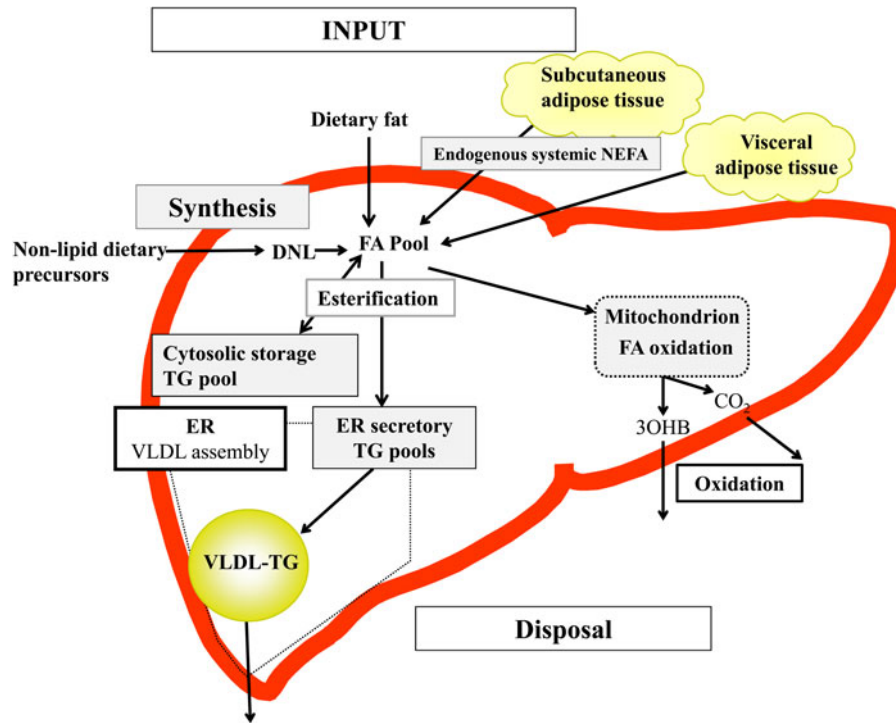 INPUT
Subcutaneous
adipose tissue
Dietary fat
Endogenous systemic NEFA
Visceral
adipose tissue
Synthesis
Non-lipid dietary
precursors
DNL
FA Pool
Esterification
Mitochondrion
FA oxidation
Cytosolic storage
TG pool
CO2
3OHB
ER
VLDL assembly
ER secretory
TG pools
Oxidation
VLDL-TG
Disposal